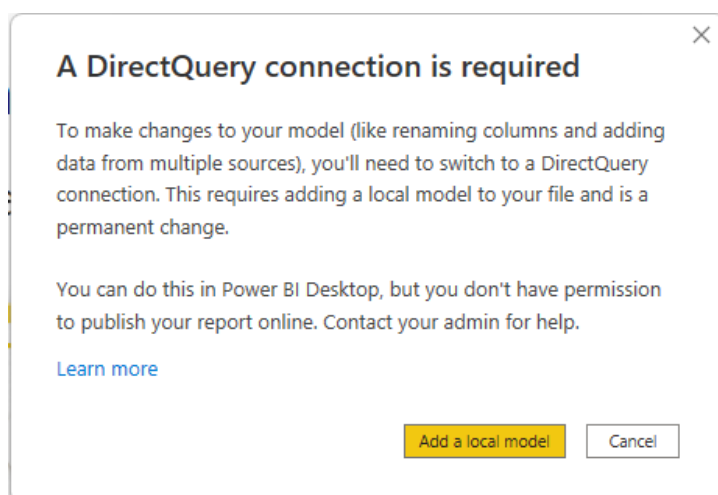 A DirectQuery connection is required
To make changes to your model (like renaming columns and adding
data from multiple sources), you'll need to switch to a DirectQuery
connection. This requires adding a local model to your file and is a
permanent change.
You can do this in Power BI Desktop, but you don't have permission
to publish your report online. Contact your admin for help.
Learn more
Add a local model
Cancel